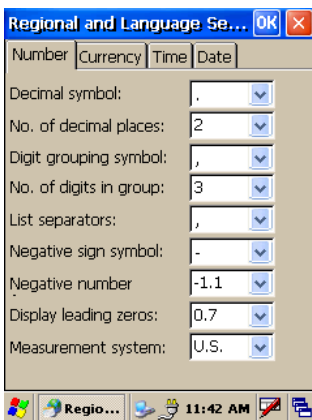 Regional and Language Se... OK
Number Currency Time Date
Decimal symbol: .
No. of decimal places: 2
Digit grouping symbol: ,
No. of digits in group: 3
List separators: ,
Negative sign symbol: -
Negative number -1.1
Display leading zeros: 0.7
Measurement system: U.S.
Regio... 11:42 AM